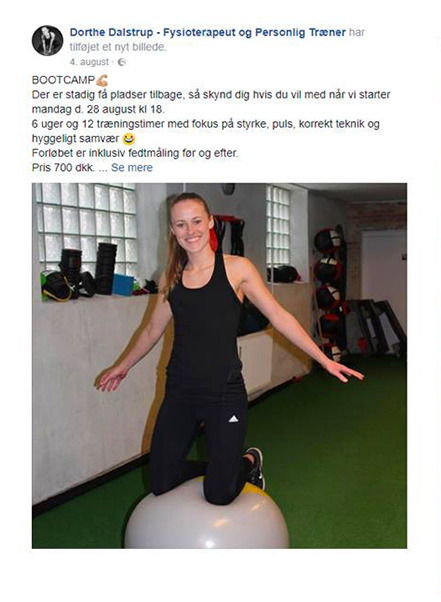 Dorthe Dalstrup - Fysioterapeut og Personlig Træner har
tilføjet et nyt billede.
4. august ·
BOOTCAMP💪🏼
Der er stadig få pladser tilbage, så skynd dig hvis du vil med når vi starter
mandag d. 28 august kl 18.
6 uger og 12 træningstimer med fokus på styrke, puls, korrekt teknik og
hyggeligt samvær 😀
Forløbet er inklusiv fedtmåling før og efter.
Pris 700 dkk. ... Se mere
adidas